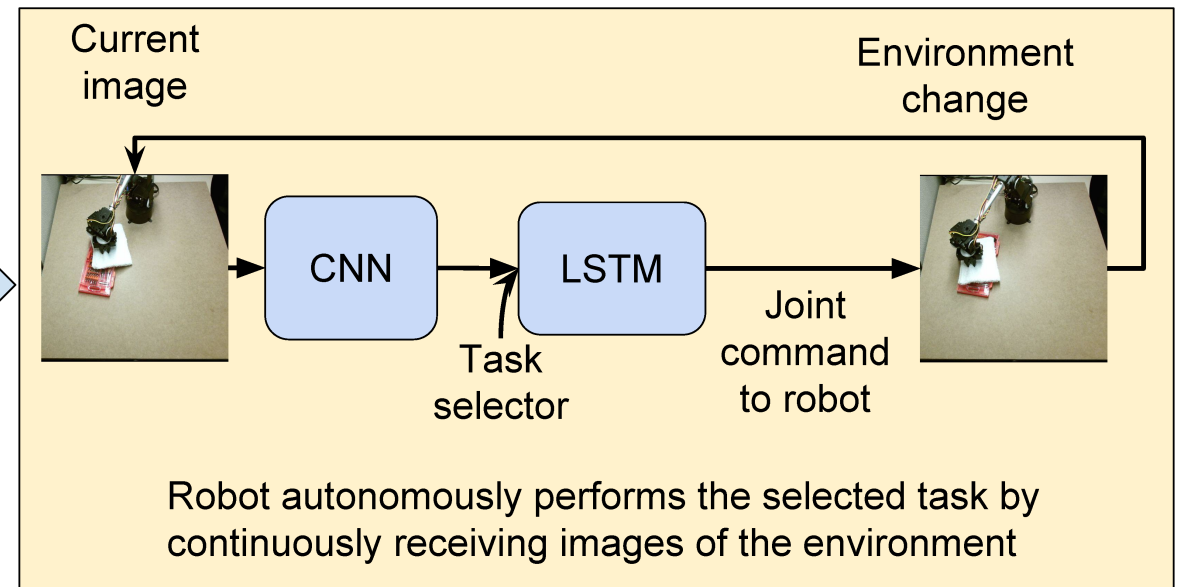 Current
image
Environment
change
CNN
LSTM
Task
selector
Joint
command
to robot
Robot autonomously performs the selected task by
continuously receiving images of the environment